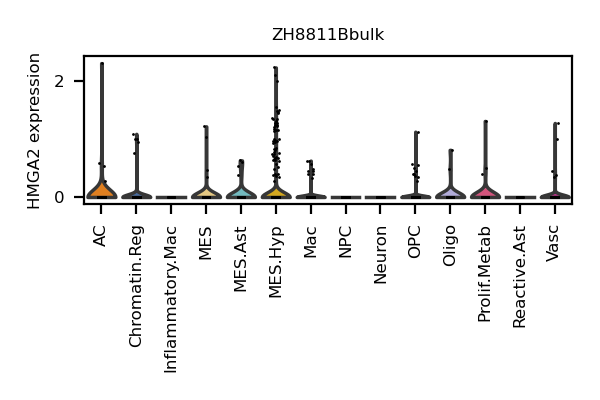 ZH8811Bbulk
HMGA2 expression
2
0
AC
Chromatin.Reg
Inflammatory.Mac
MES
MES.Ast
MES.Hyp
Mac
NPC
Neuron
OPC
Oligo
Prolif.Metab
Reactive.Ast
Vasc